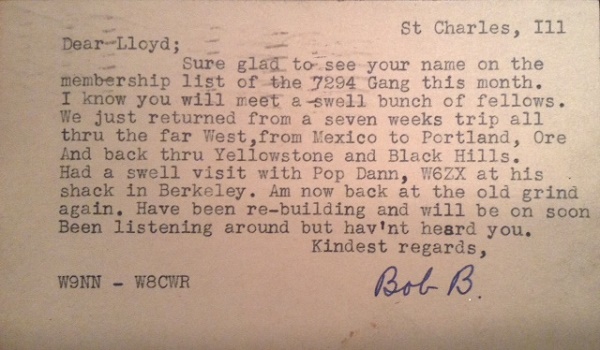 St Charles, Ill
Dear Lloyd;
Sure glad to see your name on the
membership list of the 7294 Gang this month.
I know you will meet a swell bunch of fellows.
We just returned from a seven weeks trip all
thru the far West,from Mexico to Portland, Ore
And back thru Yellowstone and Black Hills.
Had a swell visit with Pop Dann, W6ZX at his
shack in Berkeley. Am now back at the old grind
again. Have been re-building and will be on soon
Been listening around but hav'nt heard you.
Kindest regards,
W9NN - W8CWR
Bob B.